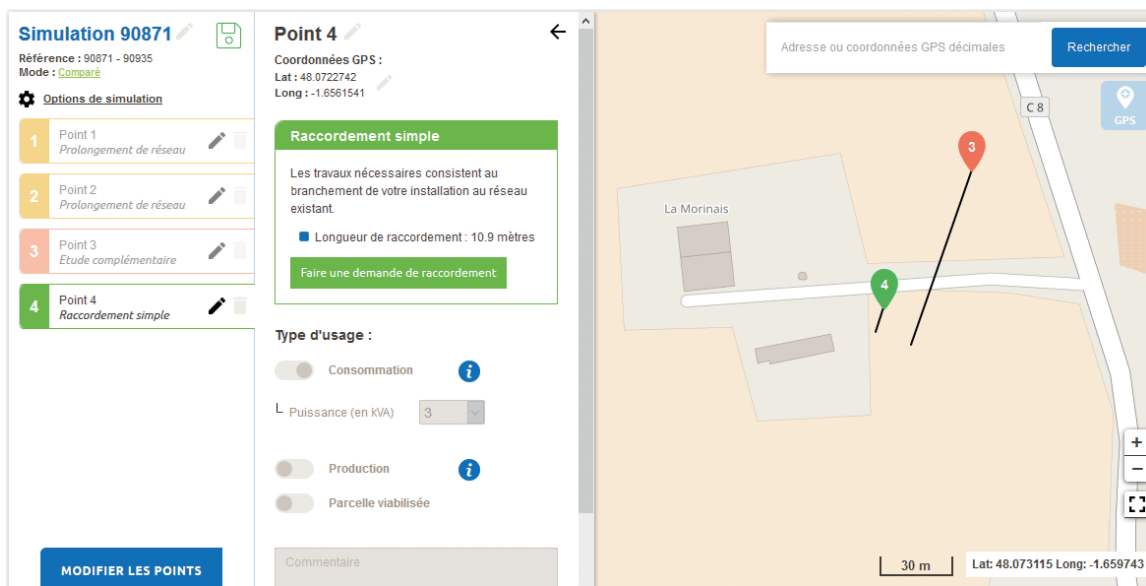 Simulation 90871
Référence : 90871 - 90935
Mode : Comparé
Options de simulation
1
Point 1
Prolongement de réseau
2
Point 2
Prolongement de réseau
3
Point 3
Etude complémentaire
4
Point 4
Raccordement simple
MODIFIER LES POINTS
Point 4
Coordonnées GPS :
Lat : 48.0722742
Long : -1.6561541
Raccordement simple
Les travaux nécessaires consistent au
branchement de votre installation au réseau
existant.
Longueur de raccordement : 10.9 mètres
Faire une demande de raccordement
Type d'usage :
Consommation
i
Puissance (en kVA)
3
Production
i
Parcelle viabilisée
Commentaire
Adresse ou coordonnées GPS décimales
Rechercher
GPS
C 8
3
La Morinais
4
+
−
30 m
Lat: 48.073115 Long: -1.659743